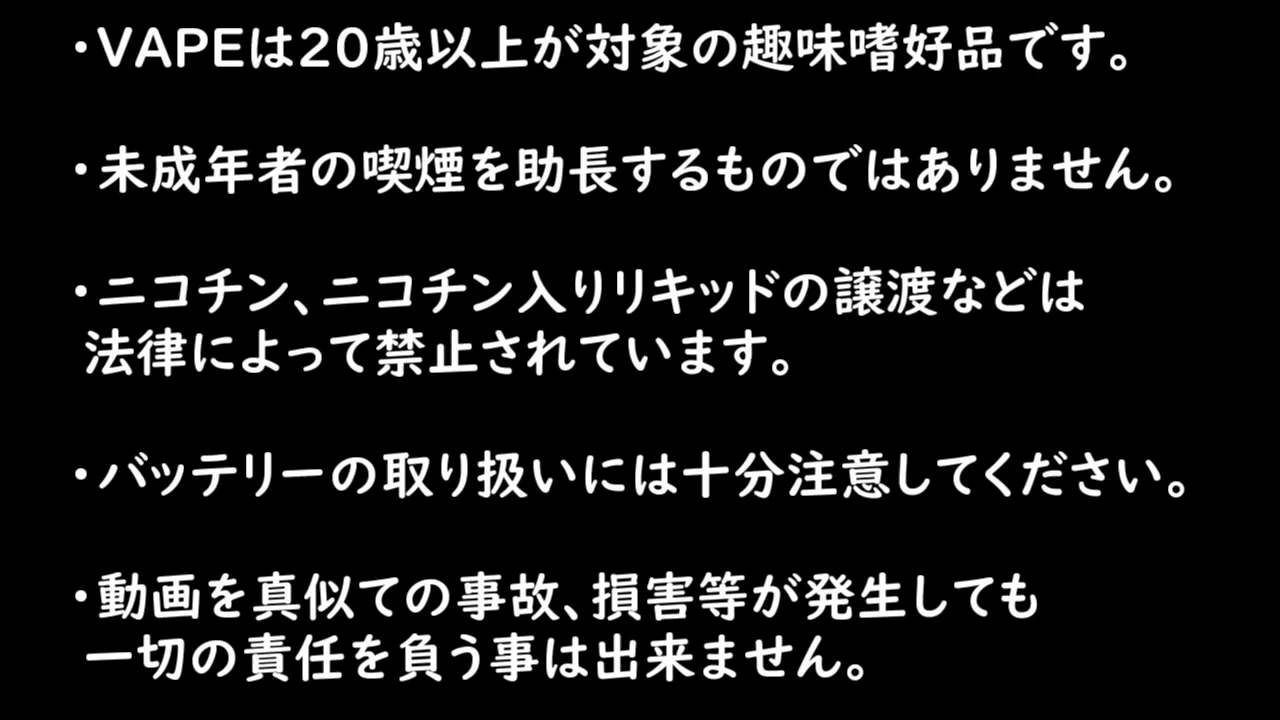 ・VAPEは20歳以上が対象の趣味嗜好品です。
・未成年者の喫煙を助長するものではありません。
・ニコチン、ニコチン入りリキッドの譲渡などは
法律によって禁止されています。
・バッテリーの取り扱いには十分注意してください。
・動画を真似ての事故、損害等が発生しても
一切の責任を負う事は出来ません。